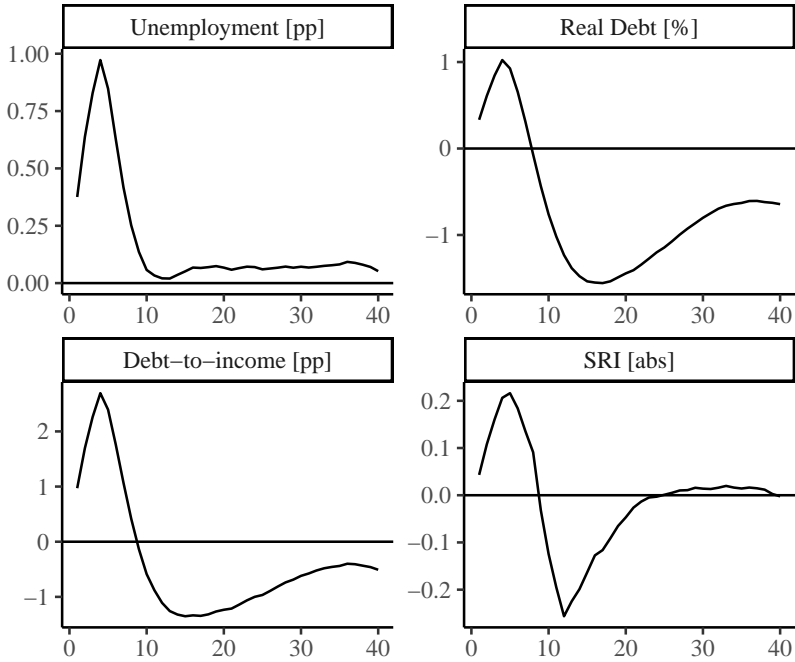 Unemployment [pp]
1.00
0.75
0.50
0.25
0.00
0 10 20 30 40
Real Debt [%]
1
0
−1
0 10 20 30 40
Debt−to−income [pp]
2
1
0
−1
0 10 20 30 40
SRI [abs]
0.2
0.1
0.0
−0.1
−0.2
0 10 20 30 40